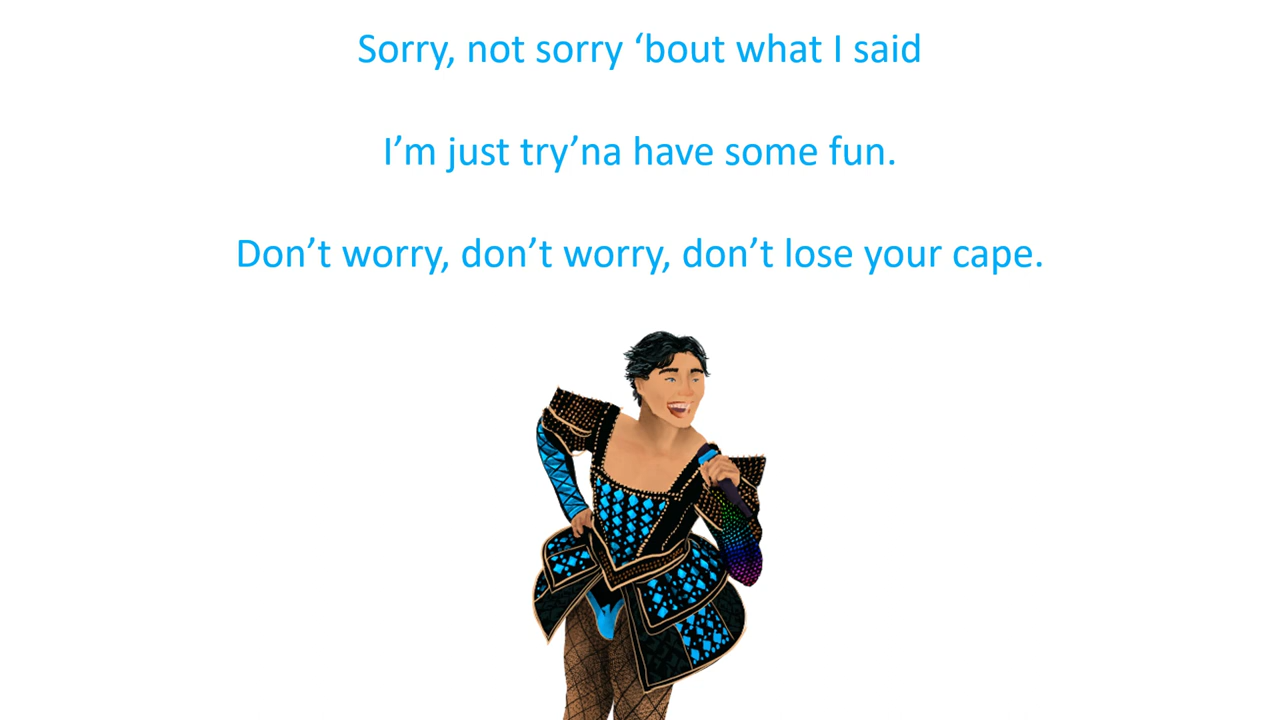 Sorry, not sorry ‘bout what I said
I’m just try’na have some fun.
Don’t worry, don’t worry, don’t lose your cape.